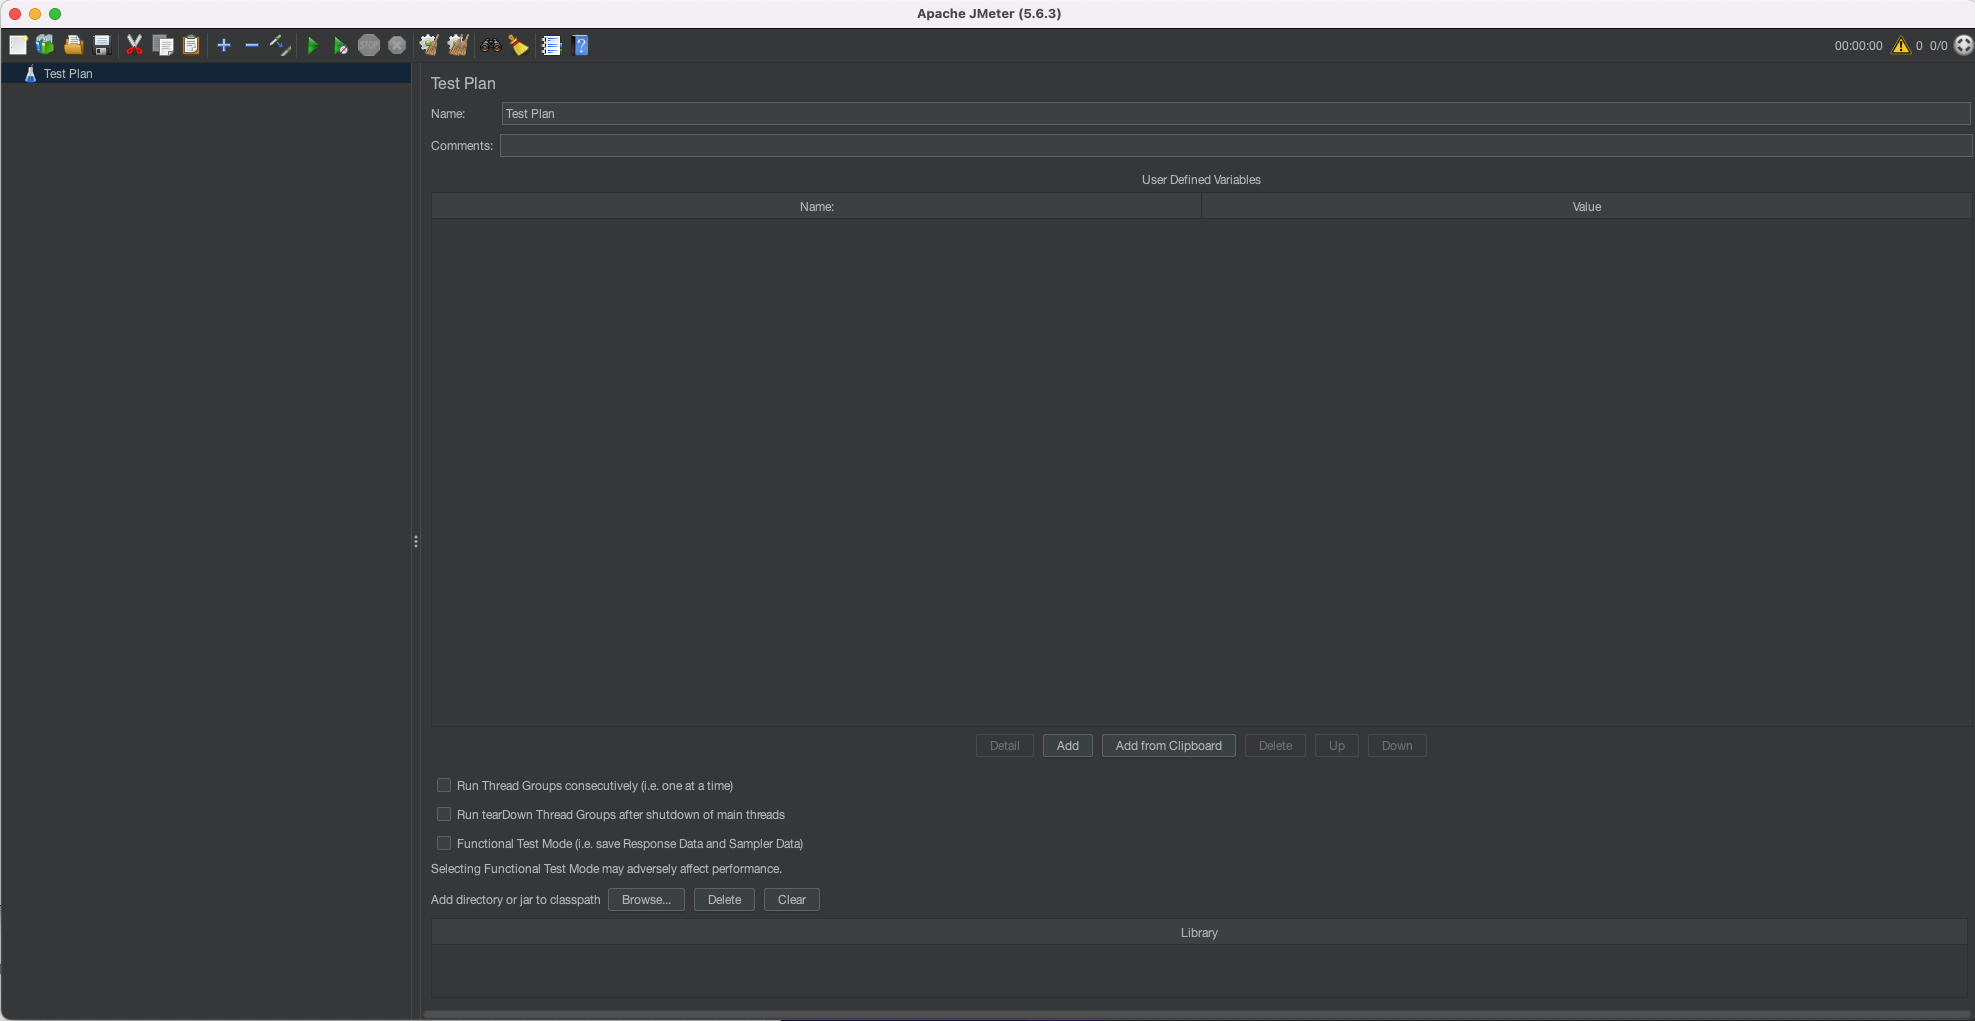 Apache JMeter (5.6.3)
00:00:00 0 0/0
Test Plan
Test Plan
Name: Test Plan
Comments:
User Defined Variables
Name: Value
Detail Add Add from Clipboard Delete Up Down
Run Thread Groups consecutively (i.e. one at a time)
Run tearDown Thread Groups after shutdown of main threads
Functional Test Mode (i.e. save Response Data and Sampler Data)
Selecting Functional Test Mode may adversely affect performance.
Add directory or jar to classpath Browse... Delete Clear
Library